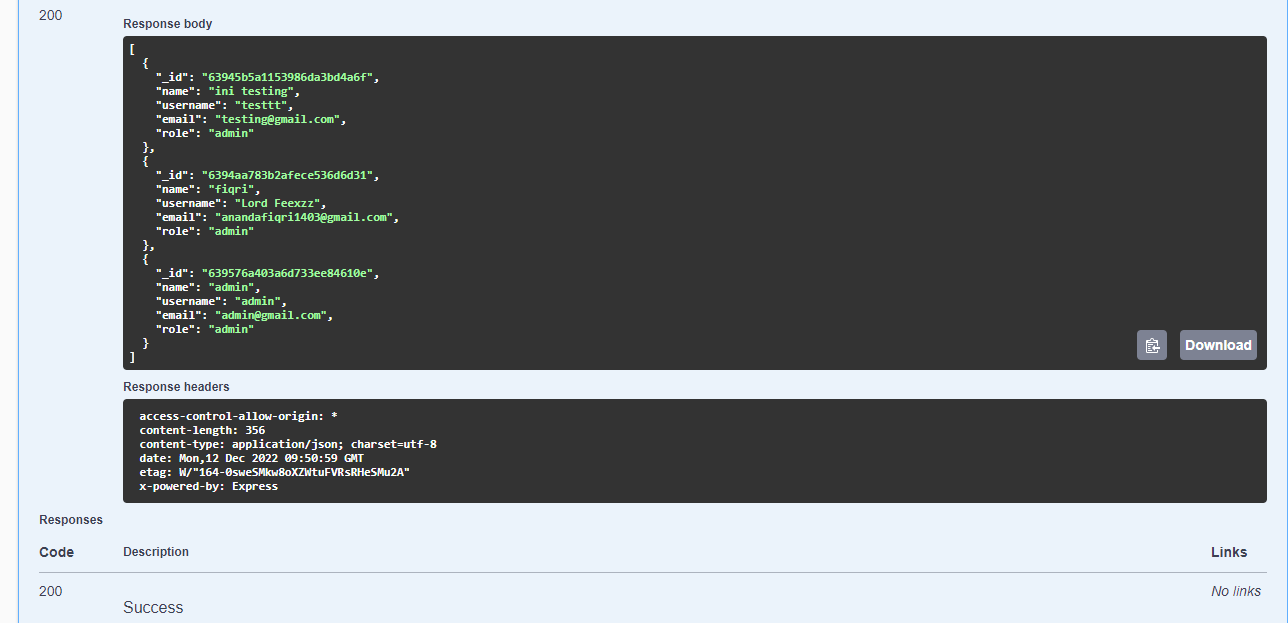 200
Response body
[
  {
    "_id": "63945b5a1153986da3bd4a6f",
    "name": "ini testing",
    "username": "testtt",
    "email": "testing@gmail.com",
    "role": "admin"
  },
  {
    "_id": "6394aa783b2afece536d6d31",
    "name": "fiqri",
    "username": "Lord Feexzz",
    "email": "anandafiqri1403@gmail.com",
    "role": "admin"
  },
  {
    "_id": "639576a403a6d733ee84610e",
    "name": "admin",
    "username": "admin",
    "email": "admin@gmail.com",
    "role": "admin"
  }
]
Download
Response headers
access-control-allow-origin: *
content-length: 356
content-type: application/json; charset=utf-8
date: Mon,12 Dec 2022 09:50:59 GMT
etag: W/"164-0sweSMkw8oXZWtuFVRsRHeSMu2A"
x-powered-by: Express
Responses
Code Description Links
200 No links
Success